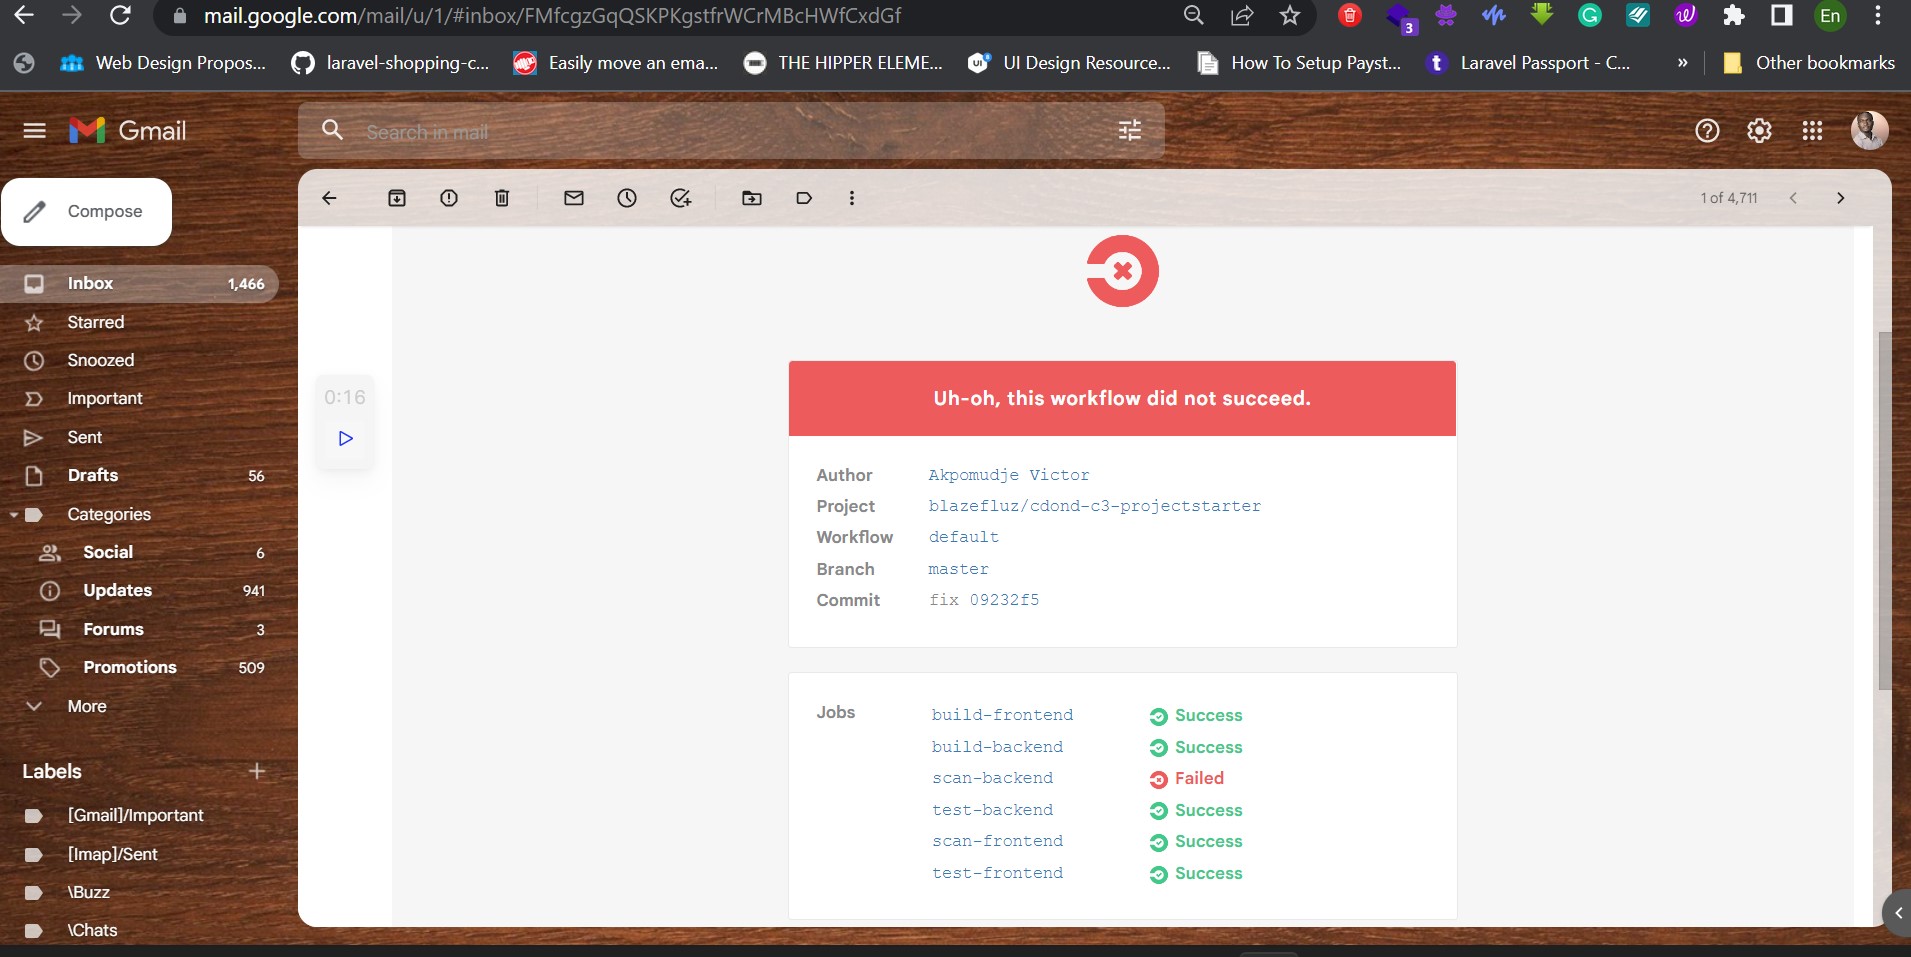 mail.google.com/mail/u/1/#inbox/FMfcgzGqQSKPKgstfrWCrMBcHWfCxdGf
3
En
Web Design Propos...
laravel-shopping-c...
Easily move an ema...
THE HIPPER ELEME...
UI Design Resource...
How To Setup Payst...
Laravel Passport - C...
»
Other bookmarks
Gmail
Search in mail
Compose
1 of 4,711
Inbox 1,466
Starred
Snoozed
Important
Sent
Drafts 56
Categories
Social 6
Updates 941
Forums 3
Promotions 509
More
Labels
[Gmail]/Important
[Imap]/Sent
\Buzz
\Chats
0:16
Uh-oh, this workflow did not succeed.
Author Akpomudje Victor
Project blazefluz/cdond-c3-projectstarter
Workflow default
Branch master
Commit fix 09232f5
Jobs build-frontend Success
build-backend Success
scan-backend Failed
test-backend Success
scan-frontend Success
test-frontend Success